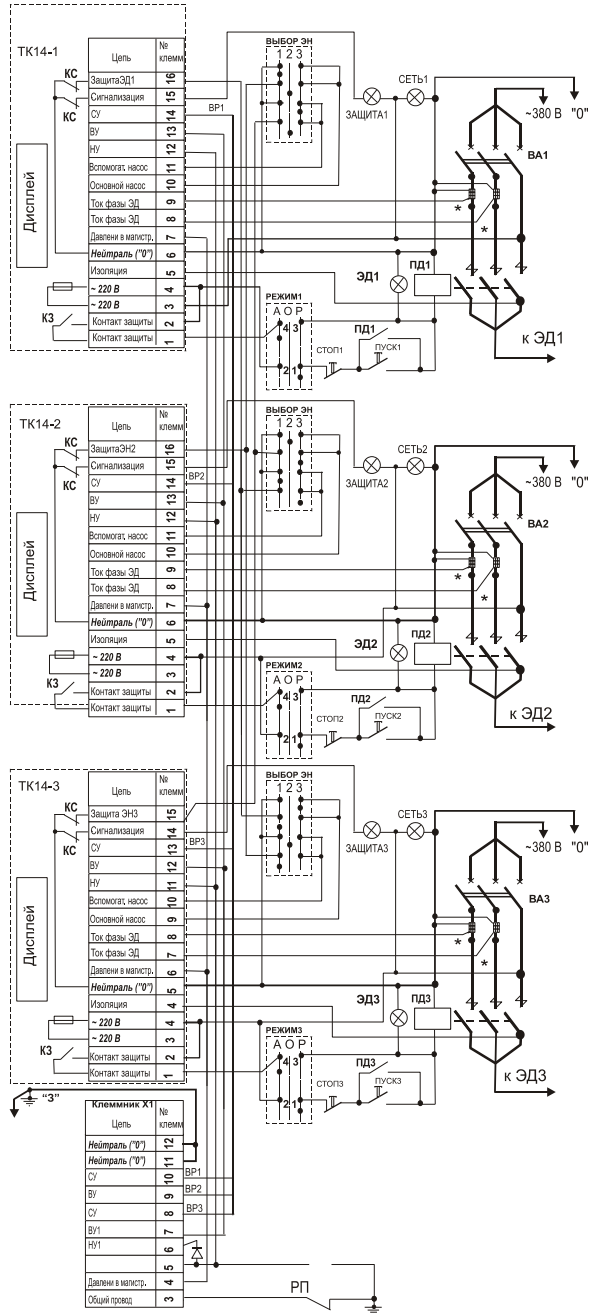 ТК14-1
Дисплей
КС
КС
КЗ
Цепь № клемм
ЗащитаЭД1 16
Сигнализация 15
СУ 14
ВУ 13
НУ 12
Вспомогат. насос 11
Основной насос 10
Ток фазы ЭД 9
Ток фазы ЭД 8
Давлени в магистр. 7
Нейтраль ("0") 6
Изоляция 5
~ 220 В 4
~ 220 В 3
Контакт защиты 2
Контакт защиты 1
ВР1
ВЫБОР ЭН
1 2 3
ЗАЩИТА1
СЕТЬ1
~380 В "0"
ВА1
*
*
ЭД1
ПД1
РЕЖИМ1
А О Р
4 3
2 1
СТОП1
ПД1
ПУСК1
к ЭД1
ТК14-2
Дисплей
КС
КС
КЗ
Цепь № клемм
ЗащитаЭН2 16
Сигнализация 15
СУ 14
ВУ 13
НУ 12
Вспомогат. насос 11
Основной насос 10
Ток фазы ЭД 9
Ток фазы ЭД 8
Давлени в магистр. 7
Нейтраль ("0") 6
Изоляция 5
~ 220 В 4
~ 220 В 3
Контакт защиты 2
Контакт защиты 1
ВР2
ВЫБОР ЭН
1 2 3
ЗАЩИТА2
СЕТЬ2
~380 В "0"
ВА2
*
*
ЭД2
ПД2
РЕЖИМ2
А О Р
4 3
2 1
СТОП2
ПД2
ПУСК2
к ЭД2
ТК14-3
Дисплей
КС
КС
КЗ
Цепь № клемм
Защита ЭН3 15
Сигнализация 14
СУ 13
ВУ 12
НУ 11
Вспомогат. насос 10
Основной насос 9
Ток фазы ЭД 8
Ток фазы ЭД 7
Давлени в магистр. 6
Нейтраль ("0") 5
Изоляция 4
~ 220 В 4
~ 220 В 3
Контакт защиты 2
Контакт защиты 1
ВР3
ВЫБОР ЭН
1 2 3
ЗАЩИТА3
СЕТЬ3
~380 В "0"
ВА3
*
*
ЭД3
ПД3
РЕЖИМ3
А О Р
4 3
2 1
СТОП3
ПД3
ПУСК3
к ЭД3
"З"
Клеммник Х1
Цепь № клемм
Нейтраль ("0") 12
Нейтраль ("0") 11
СУ 10 ВР1
ВУ 9 ВР2
СУ 8 ВР3
ВУ1 7
НУ1 6
5
Давлени в магистр. 4
Общий провод 3
РП